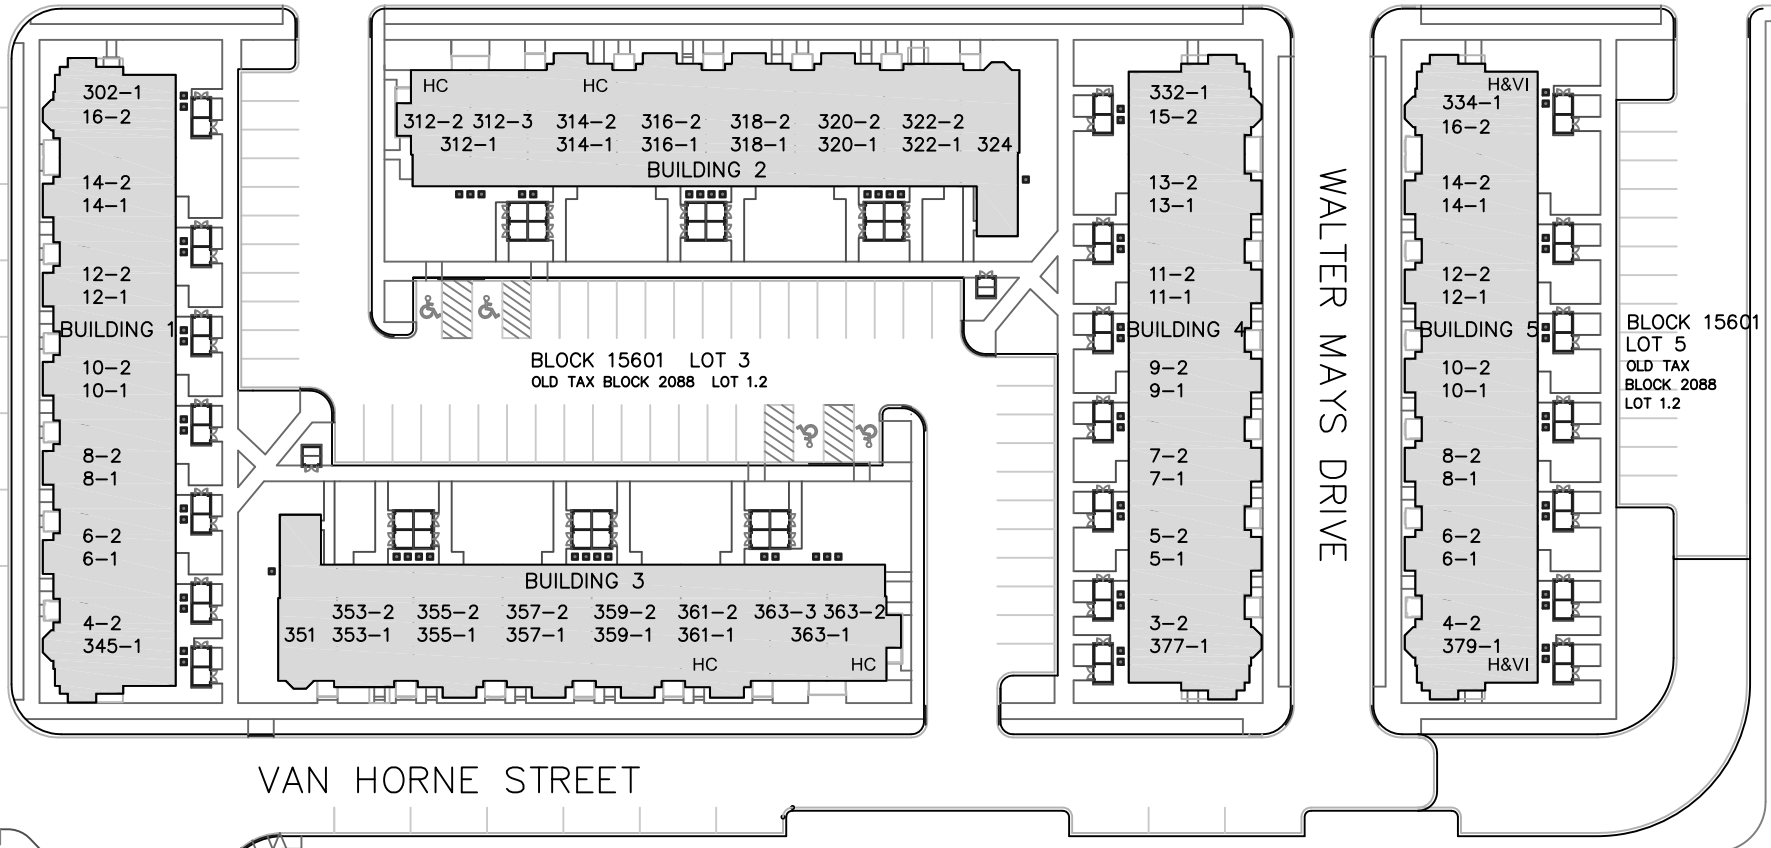 302-1
16-2
14-2
14-1
12-2
12-1
BUILDING 1
10-2
10-1
8-2
8-1
6-2
6-1
4-2
345-1
HC HC
312-2 312-3 314-2 316-2 318-2 320-2 322-2
312-1 314-1 316-1 318-1 320-1 322-1 324
BUILDING 2
BLOCK 15601 LOT 3
OLD TAX BLOCK 2088 LOT 1.2
BUILDING 3
353-2 355-2 357-2 359-2 361-2 363-3 363-2
351 353-1 355-1 357-1 359-1 361-1 363-1
HC HC
332-1
15-2
13-2
13-1
11-2
11-1
BUILDING 4
9-2
9-1
7-2
7-1
5-2
5-1
3-2
377-1
WALTER MAYS DRIVE
H&VI
334-1
16-2
14-2
14-1
12-2
12-1
BUILDING 5
10-2
10-1
8-2
8-1
6-2
6-1
4-2
379-1
H&VI
BLOCK 15601
LOT 5
OLD TAX
BLOCK 2088
LOT 1.2
VAN HORNE STREET